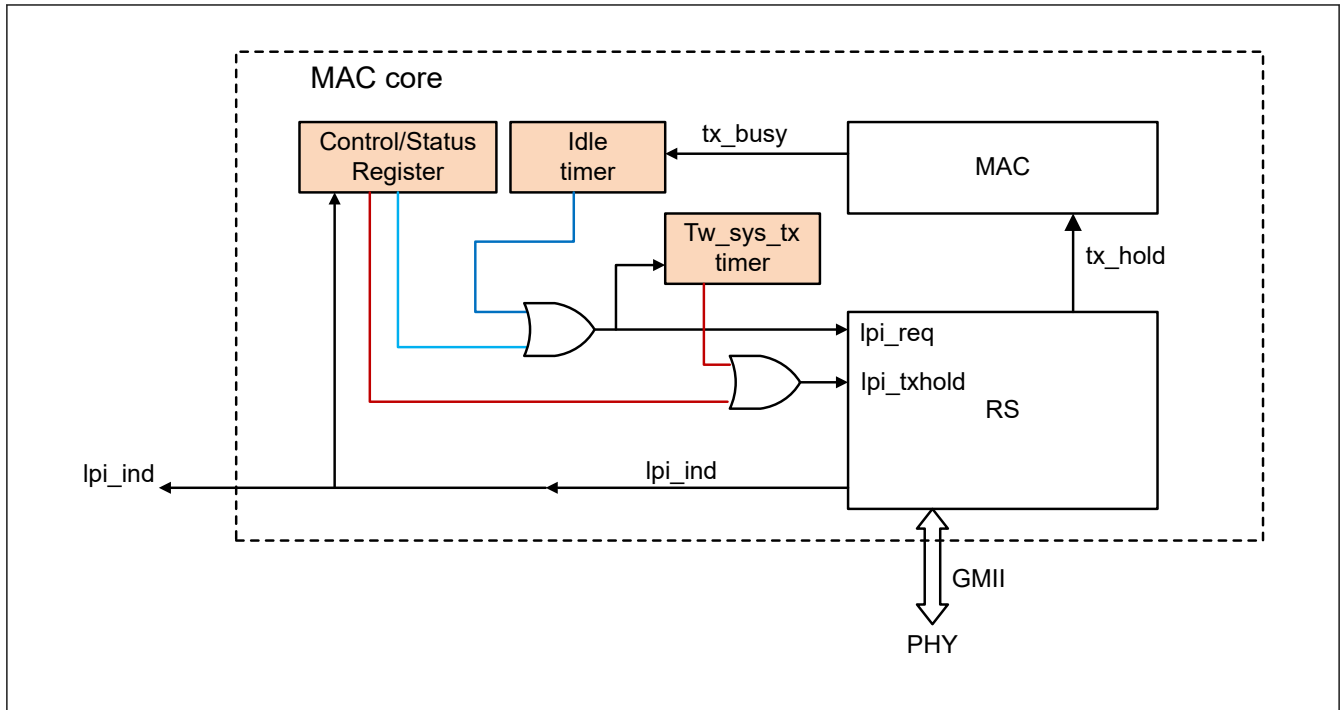 MAC core
Control/Status
Register
Idle
timer
tx_busy
MAC
Tw_sys_tx
timer
tx_hold
lpi_req
lpi_txhold
RS
lpi_ind
lpi_ind
GMII
PHY